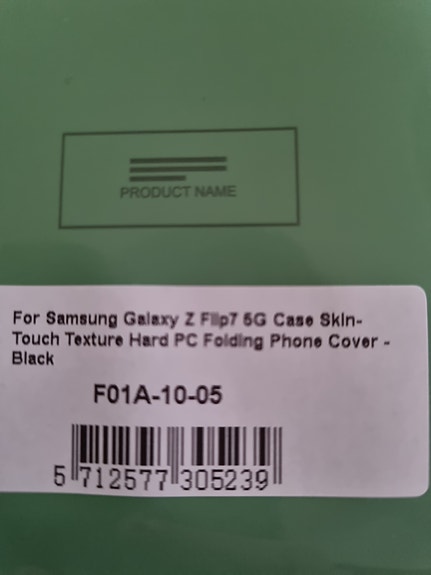 PRODUCT NAME
For Samsung Galaxy Z Flip7 5G Case Skin-
Touch Texture Hard PC Folding Phone Cover -
Black
F01A-10-05
5 712577 305239